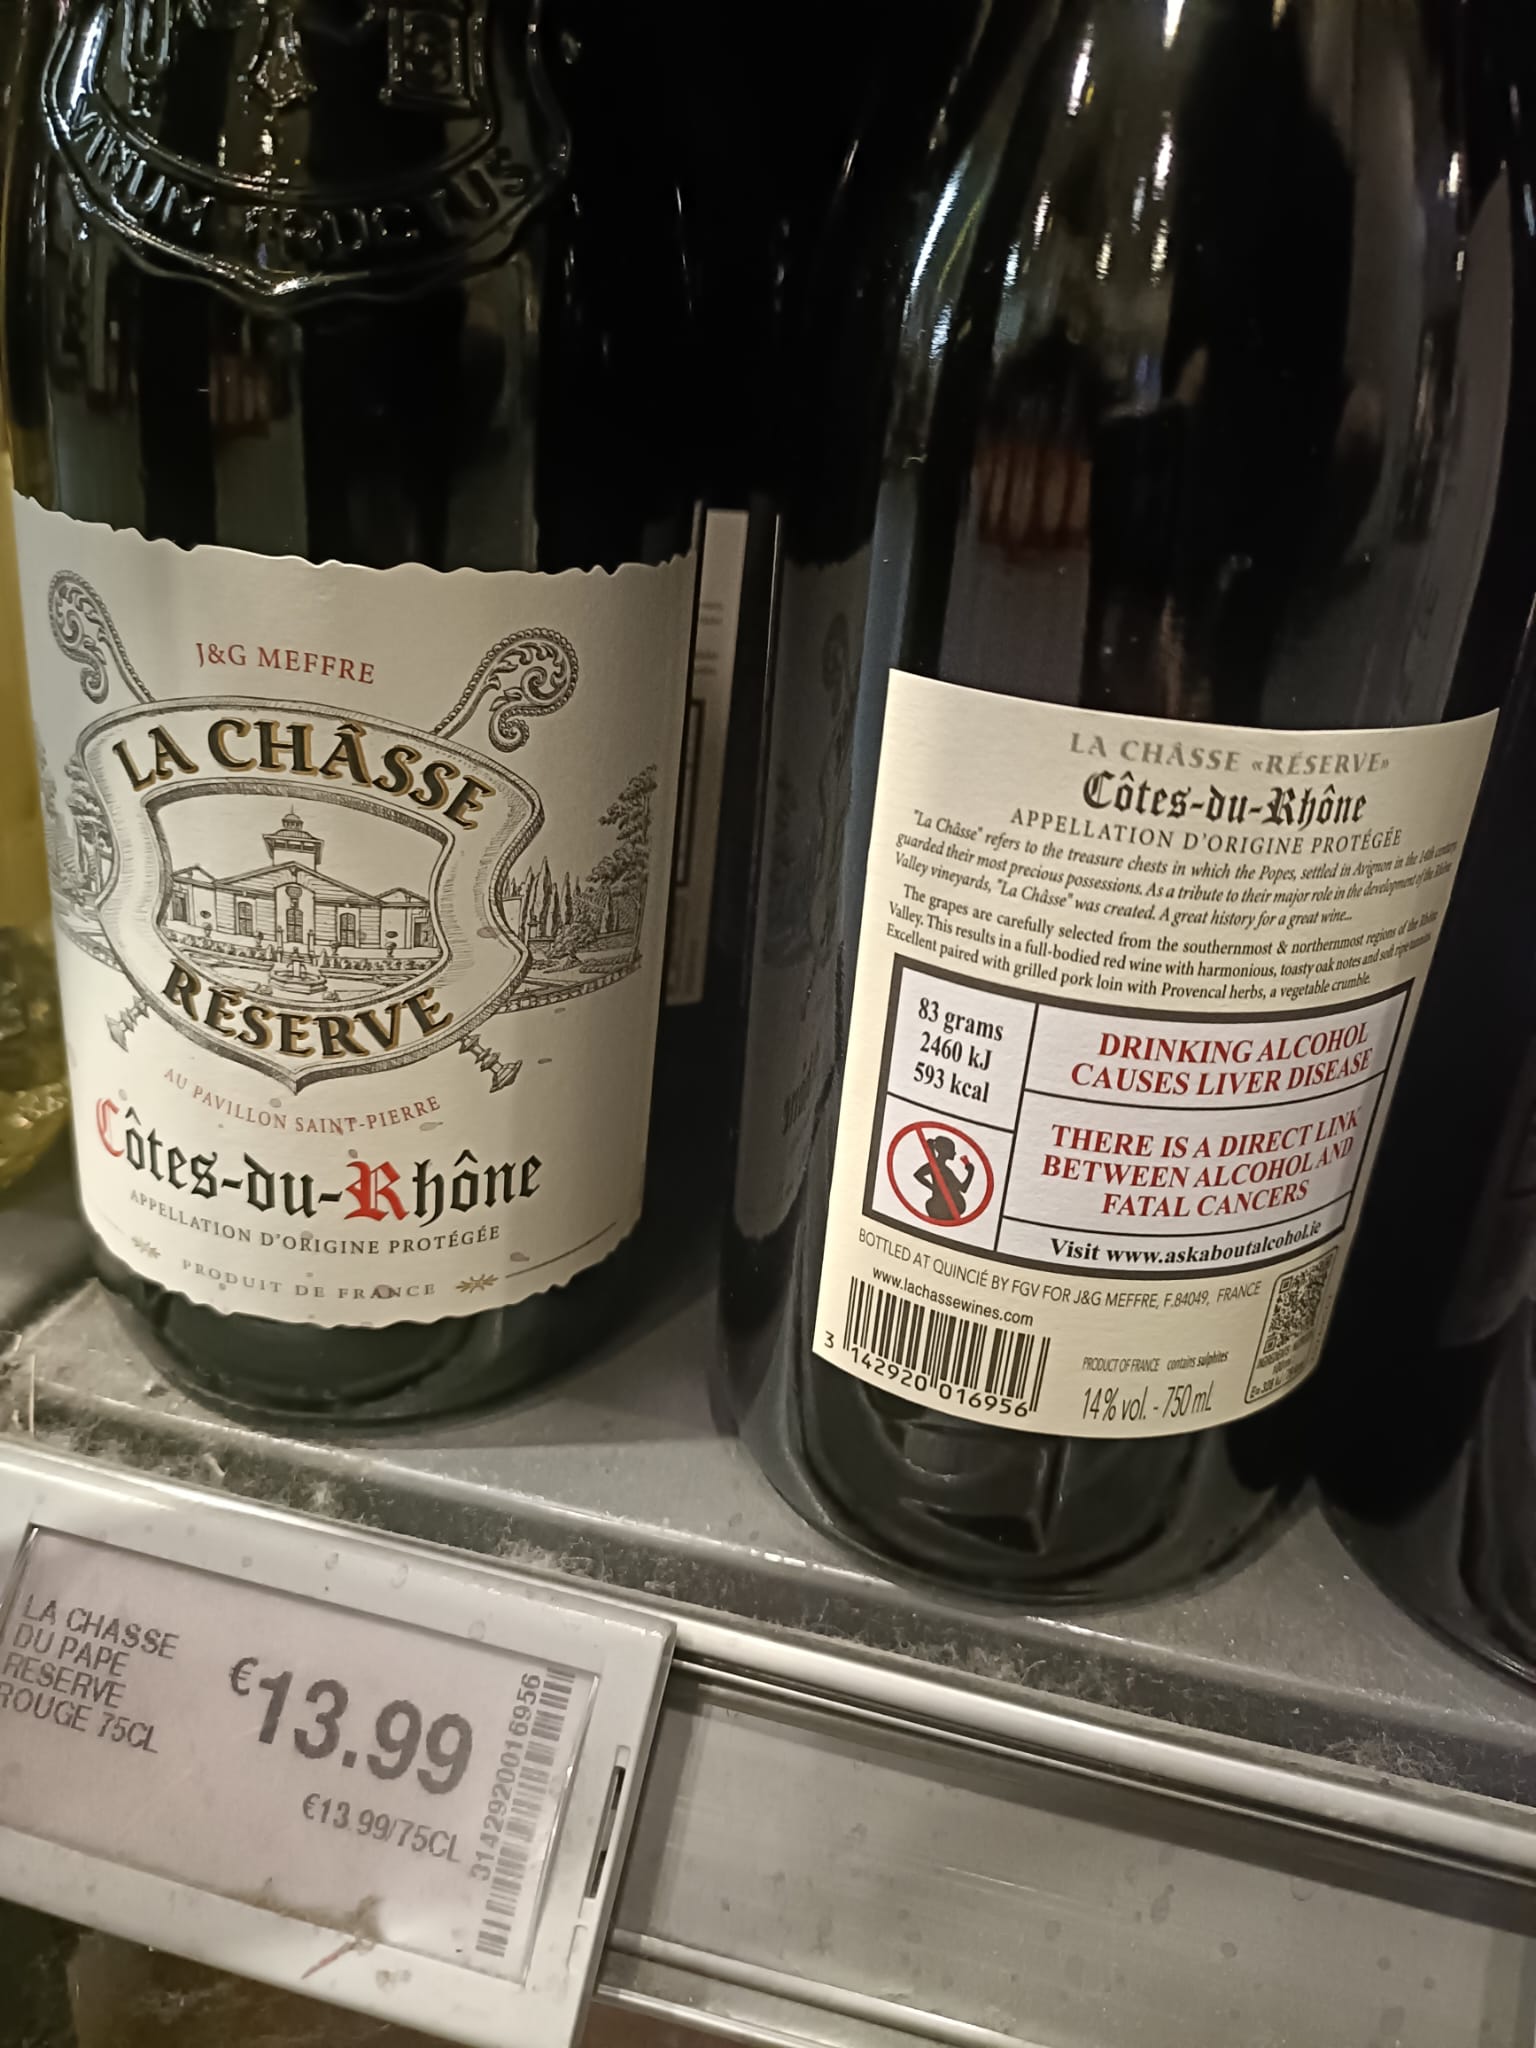 VINUM
J&G MEFFRE
LA CHÂSSE
RÉSERVE
AU PAVILLON SAINT-PIERRE
Côtes-du-Rhône
APPELLATION D'ORIGINE PROTÉGÉE
PRODUIT DE FRANCE
LA CHÂSSE «RÉSERVE»
Côtes-du-Rhône
APPELLATION D'ORIGINE PROTÉGÉE
"La Châsse" refers to the treasure chests in which the Popes, settled in Avignon in the 14th century,
guarded their most precious possessions. As a tribute to their major role in the development of the Rhône
Valley vineyards, "La Châsse" was created. A great history for a great wine...
The grapes are carefully selected from the southernmost & northernmost regions of the Rhône
Valley. This results in a full-bodied red wine with harmonious, toasty oak notes and soft ripe tannins.
Excellent paired with grilled pork loin with Provencal herbs, a vegetable crumble.
83 grams
2460 kJ
593 kcal
DRINKING ALCOHOL
CAUSES LIVER DISEASE
THERE IS A DIRECT LINK
BETWEEN ALCOHOL AND
FATAL CANCERS
Visit www.askaboutalcohol.ie
BOTTLED AT QUINCIÉ BY FGV FOR J&G MEFFRE, F.84049, FRANCE
www.lachassewines.com
3 142920 016956
PRODUCT OF FRANCE contains sulphites
14% vol. - 750 mL
LA CHASSE
DU PAPE
RESERVE
ROUGE 75CL
€13.99
€13.99/75CL
3142920016956